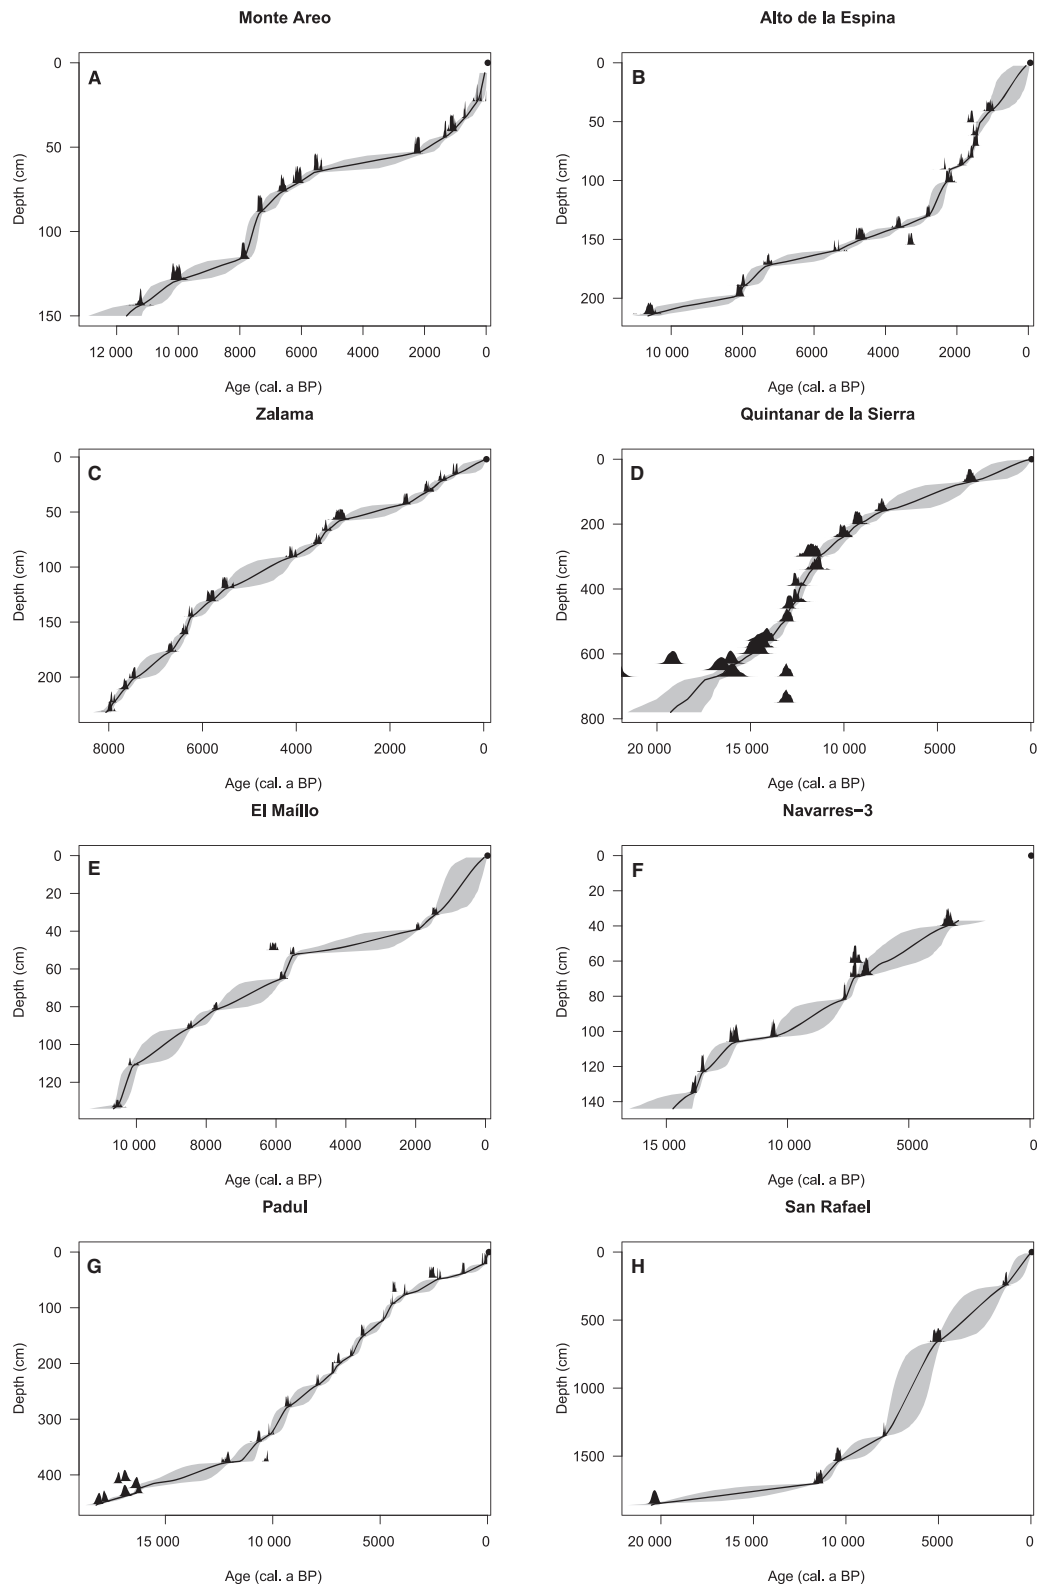 Monte Areo
Alto de la Espina
A
B
0
50
100
150
Depth (cm)
12 000 10 000 8000 6000 4000 2000 0
Age (cal. a BP)
0
50
100
150
200
Depth (cm)
10 000 8000 6000 4000 2000 0
Age (cal. a BP)
Zalama
Quintanar de la Sierra
C
D
0
50
100
150
200
Depth (cm)
8000 6000 4000 2000 0
Age (cal. a BP)
0
200
400
600
800
Depth (cm)
20 000 15 000 10 000 5000 0
Age (cal. a BP)
El Maíllo
Navarres−3
E
F
0
20
40
60
80
100
120
Depth (cm)
10 000 8000 6000 4000 2000 0
Age (cal. a BP)
0
20
40
60
80
100
120
140
Depth (cm)
15 000 10 000 5000 0
Age (cal. a BP)
Padul
San Rafael
G
H
0
100
200
300
400
Depth (cm)
15 000 10 000 5000 0
Age (cal. a BP)
0
500
1000
1500
Depth (cm)
20 000 15 000 10 000 5000 0
Age (cal. a BP)